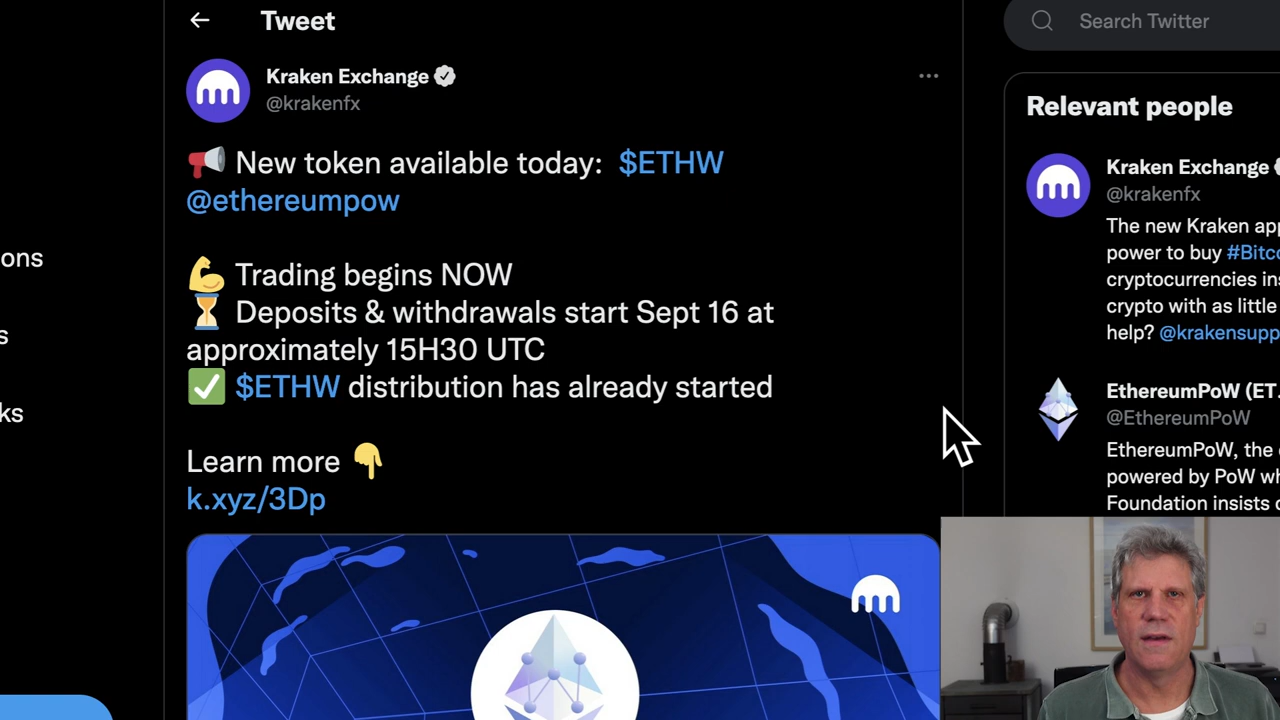 Tweet
Search Twitter
Kraken Exchange
@krakenfx
New token available today: $ETHW
@ethereumpow
Trading begins NOW
Deposits & withdrawals start Sept 16 at
approximately 15H30 UTC
$ETHW distribution has already started
Learn more
k.xyz/3Dp
ons
s
ks
Relevant people
Kraken Exchange
@krakenfx
The new Kraken app
power to buy #Bitco
cryptocurrencies ins
crypto with as little
help? @krakensupp
EthereumPoW (ET.
@EthereumPoW
EthereumPoW, the
powered by PoW wh
Foundation insists